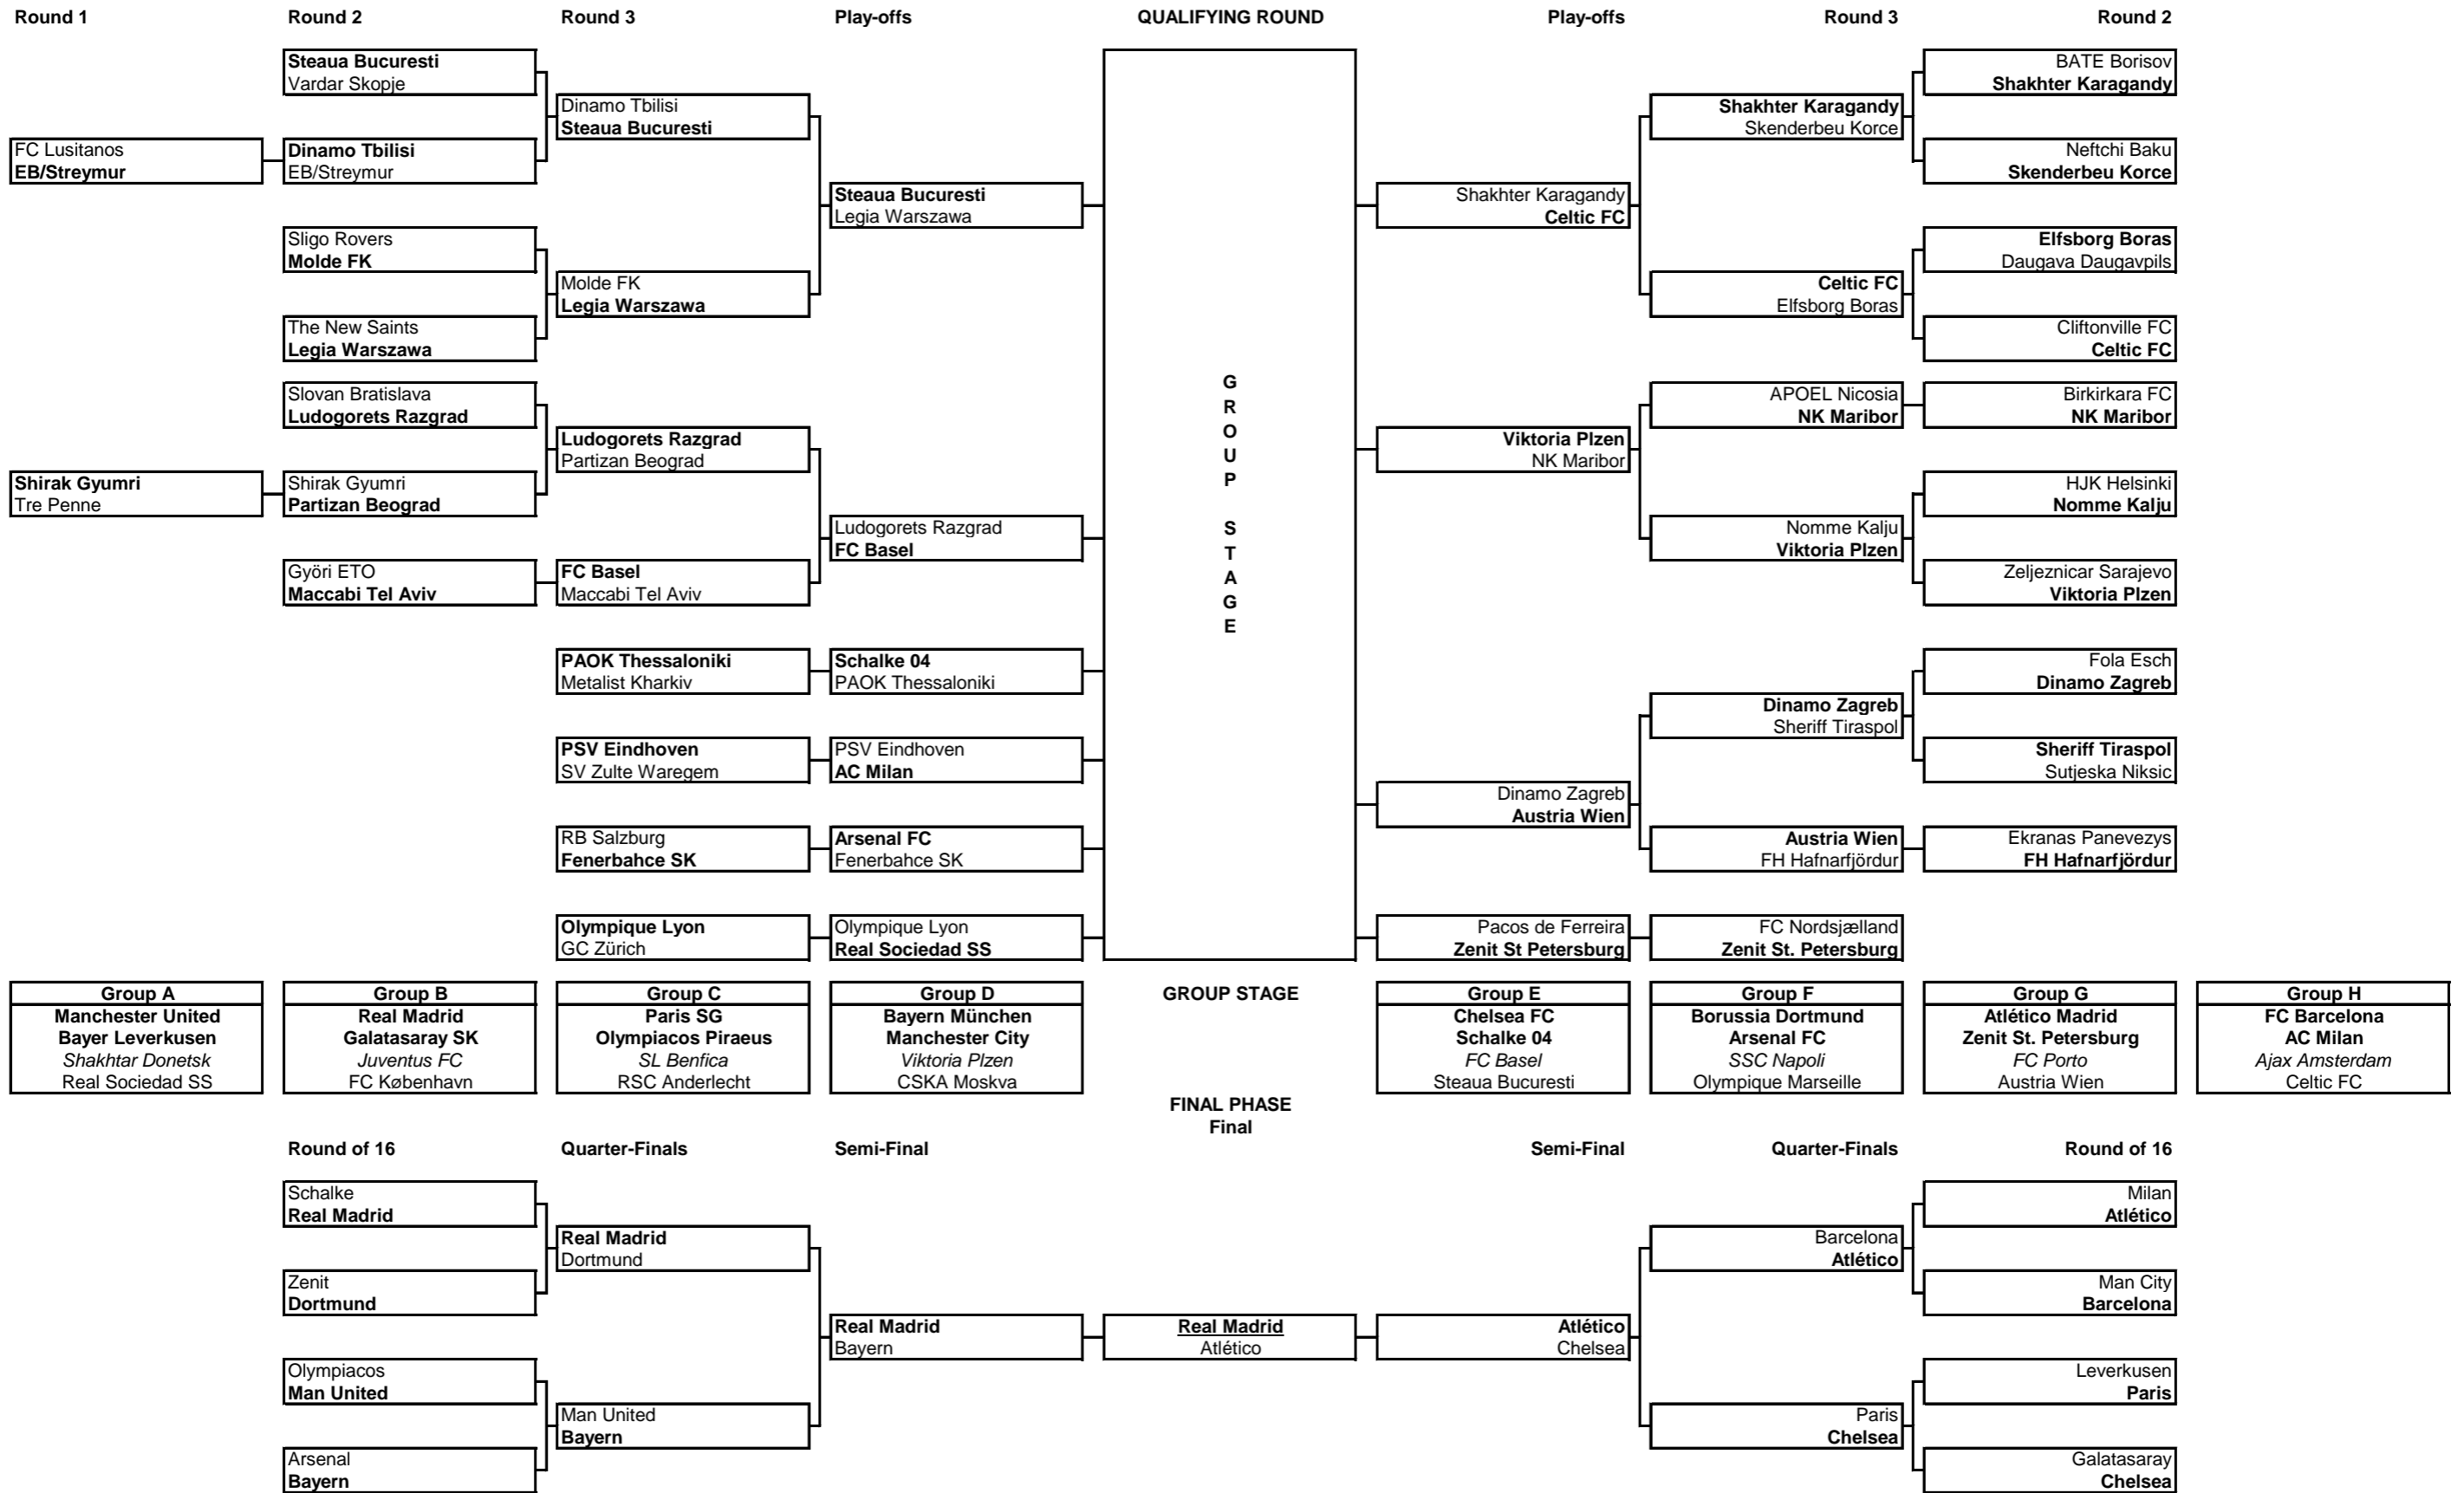 Round 1
Round 2
Round 3
Play-offs
QUALIFYING ROUND
Play-offs
Round 3
Round 2
Steaua Bucuresti
Vardar Skopje
FC Lusitanos
EB/Streymur
Dinamo Tbilisi
EB/Streymur
Dinamo Tbilisi
Steaua Bucuresti
Sligo Rovers
Molde FK
The New Saints
Legia Warszawa
Molde FK
Legia Warszawa
Steaua Bucuresti
Legia Warszawa
Slovan Bratislava
Ludogorets Razgrad
Shirak Gyumri
Tre Penne
Shirak Gyumri
Partizan Beograd
Ludogorets Razgrad
Partizan Beograd
Györi ETO
Maccabi Tel Aviv
FC Basel
Maccabi Tel Aviv
Ludogorets Razgrad
FC Basel
PAOK Thessaloniki
Metalist Kharkiv
Schalke 04
PAOK Thessaloniki
PSV Eindhoven
SV Zulte Waregem
PSV Eindhoven
AC Milan
RB Salzburg
Fenerbahce SK
Arsenal FC
Fenerbahce SK
Olympique Lyon
GC Zürich
Olympique Lyon
Real Sociedad SS
G
R
O
U
P
S
T
A
G
E
Shakhter Karagandy
Celtic FC
Shakhter Karagandy
Skenderbeu Korce
BATE Borisov
Shakhter Karagandy
Neftchi Baku
Skenderbeu Korce
Celtic FC
Elfsborg Boras
Elfsborg Boras
Daugava Daugavpils
Cliftonville FC
Celtic FC
Viktoria Plzen
NK Maribor
APOEL Nicosia
NK Maribor
Birkirkara FC
NK Maribor
Nomme Kalju
Viktoria Plzen
HJK Helsinki
Nomme Kalju
Zeljeznicar Sarajevo
Viktoria Plzen
Dinamo Zagreb
Austria Wien
Dinamo Zagreb
Sheriff Tiraspol
Fola Esch
Dinamo Zagreb
Sheriff Tiraspol
Sutjeska Niksic
Austria Wien
FH Hafnarfjördur
Ekranas Panevezys
FH Hafnarfjördur
Pacos de Ferreira
Zenit St Petersburg
FC Nordsjælland
Zenit St. Petersburg
Group A
Manchester United
Bayer Leverkusen
Shakhtar Donetsk
Real Sociedad SS
Group B
Real Madrid
Galatasaray SK
Juventus FC
FC København
Group C
Paris SG
Olympiacos Piraeus
SL Benfica
RSC Anderlecht
Group D
Bayern München
Manchester City
Viktoria Plzen
CSKA Moskva
GROUP STAGE
Group E
Chelsea FC
Schalke 04
FC Basel
Steaua Bucuresti
Group F
Borussia Dortmund
Arsenal FC
SSC Napoli
Olympique Marseille
Group G
Atlético Madrid
Zenit St. Petersburg
FC Porto
Austria Wien
Group H
FC Barcelona
AC Milan
Ajax Amsterdam
Celtic FC
FINAL PHASE
Final
Round of 16
Quarter-Finals
Semi-Final
Semi-Final
Quarter-Finals
Round of 16
Schalke
Real Madrid
Zenit
Dortmund
Real Madrid
Dortmund
Olympiacos
Man United
Arsenal
Bayern
Man United
Bayern
Real Madrid
Bayern
Real Madrid
Atlético
Atlético
Chelsea
Barcelona
Atlético
Milan
Atlético
Man City
Barcelona
Paris
Chelsea
Leverkusen
Paris
Galatasaray
Chelsea